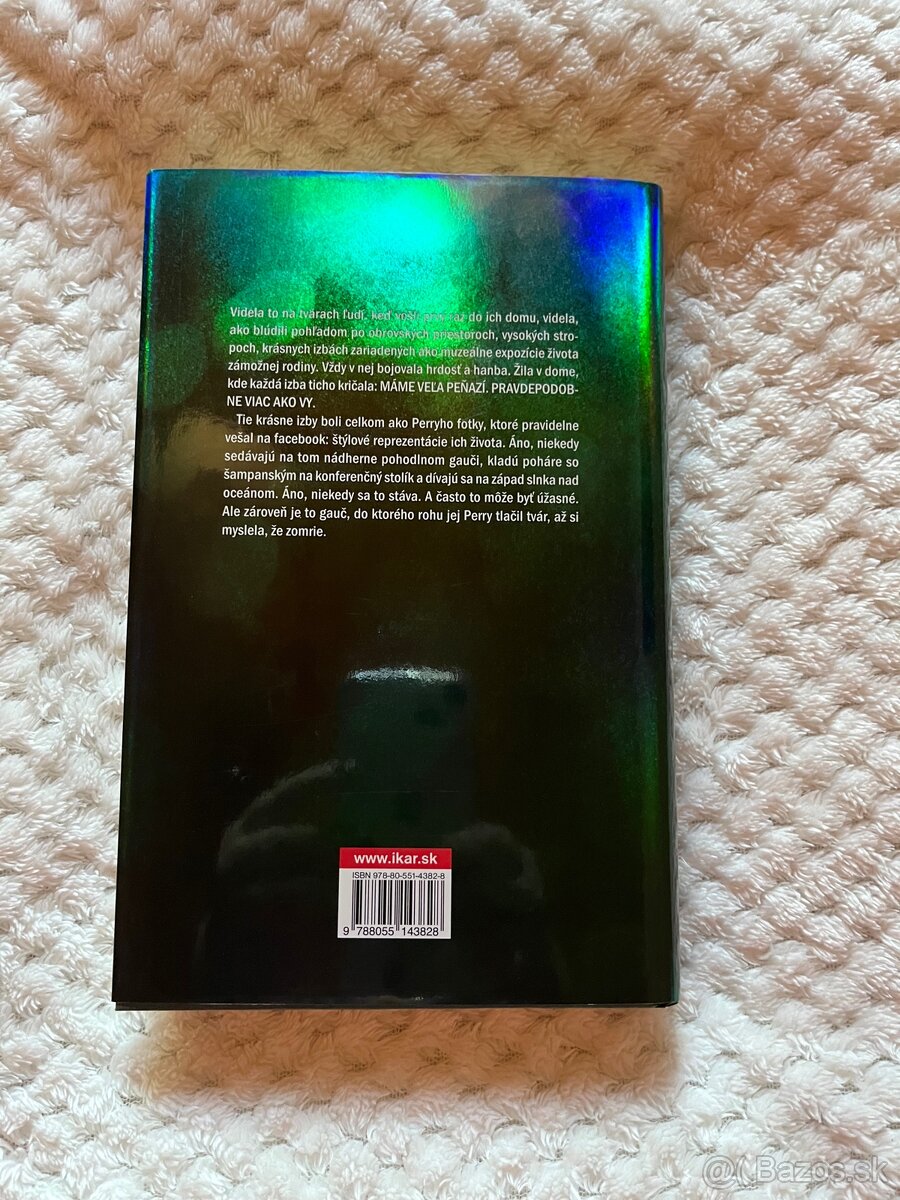 Videla to na tvárach ľudí, keď vošli prvý raz do ich domu, videla,
ako blúdili pohľadom po obrovských priestoroch, vysokých stro-
poch, krásnych izbách zariadených ako muzeálne expozície života
zámožnej rodiny. Vždy v nej bojovala hrdosť a hanba. Žila v dome,
kde každá izba ticho kričala: MÁME VEĽA PEŇAZÍ. PRAVDEPODOB-
NE VIAC AKO VY.
Tie krásne izby boli celkom ako Perryho fotky, ktoré pravidelne
vešal na facebook: štýlové reprezentácie ich života. Áno, niekedy
sedávajú na tom nádherne pohodlnom gauči, kladú poháre so
šampanským na konferenčný stolík a dívajú sa na západ slnka nad
oceánom. Áno, niekedy sa to stáva. A často to môže byť úžasné.
Ale zároveň je to gauč, do ktorého rohu jej Perry tlačil tvár, až si
myslela, že zomrie.
www.ikar.sk
ISBN 978-80-551-4382-8
9 788055 143828
@( Bazos.sk